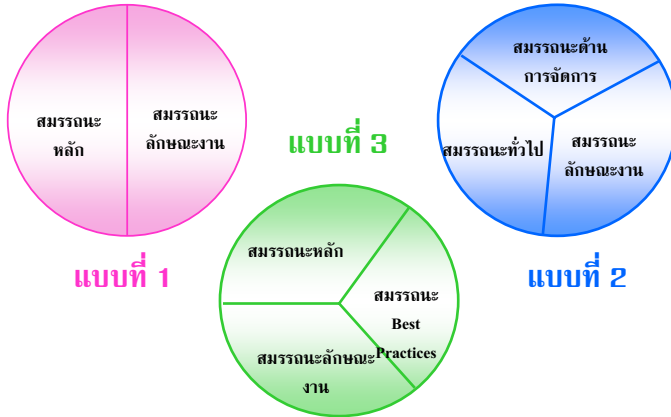 สมรรถนะ
หลัก
สมรรถนะ
ลักษณะงาน
แบบที่ 1
สมรรถนะด้าน
การจัดการ
สมรรถนะทั่วไป
สมรรถนะ
ลักษณะงาน
แบบที่ 2
แบบที่ 3
สมรรถนะหลัก
สมรรถนะ
Best
Practices
สมรรถนะลักษณะ
งาน